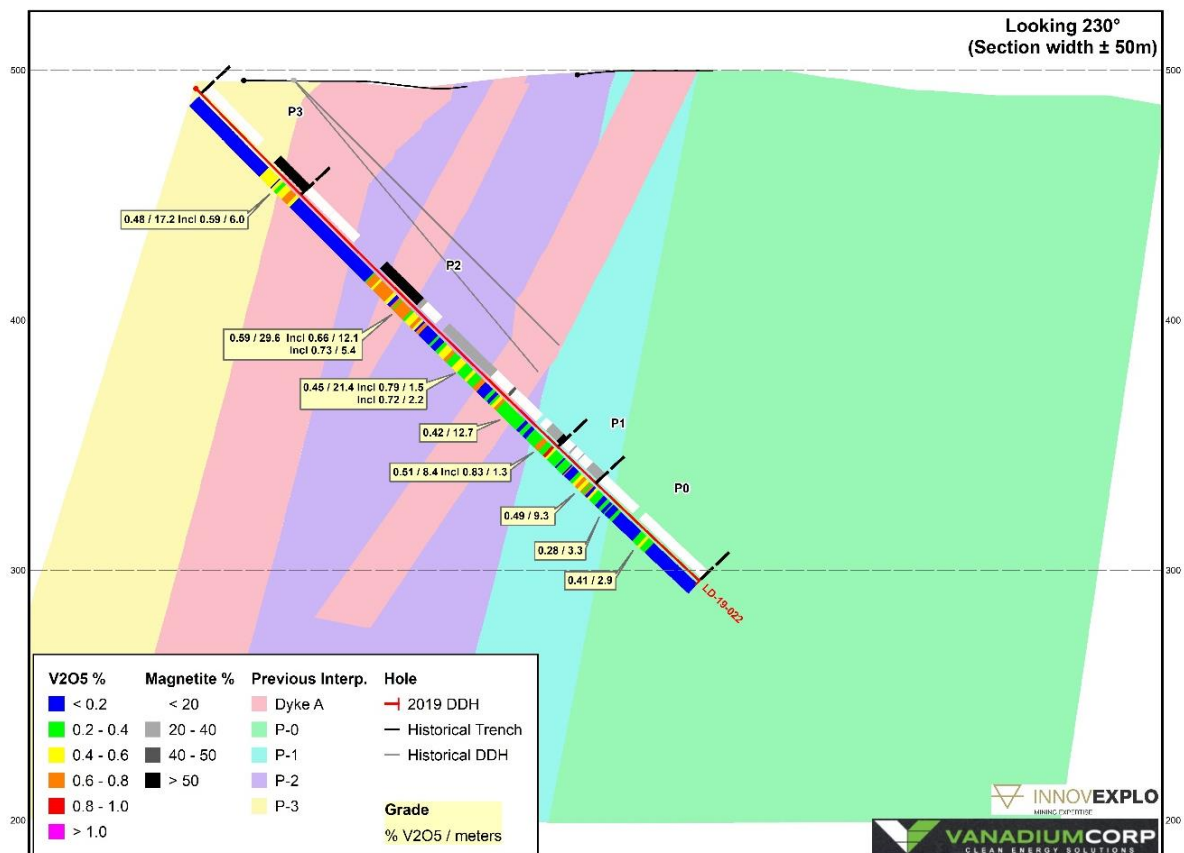 Looking 230°
(Section width ± 50m)
500
500
P3
0.48 / 17.2 Incl 0.59 / 6.0
P2
400
400
0.59 / 29.6 Incl 0.66 / 12.1
Incl 0.73 / 5.4
0.45 / 21.4 Incl 0.79 / 1.5
Incl 0.72 / 2.2
0.42 / 12.7
P1
0.51 / 8.4 Incl 0.83 / 1.3
P0
0.49 / 9.3
0.28 / 3.3
300
300
0.41 / 2.9
LD-19-022
V2O5 %
< 0.2
0.2 - 0.4
0.4 - 0.6
0.6 - 0.8
0.8 - 1.0
> 1.0
Magnetite %
< 20
20 - 40
40 - 50
> 50
Previous Interp.
Dyke A
P-0
P-1
P-2
P-3
Hole
2019 DDH
Historical Trench
Historical DDH
Grade
% V2O5 / meters
200
200
INNOVEXPLO
MINING EXPERTISE
VANADIUMCORP
CLEAN ENERGY SOLUTIONS